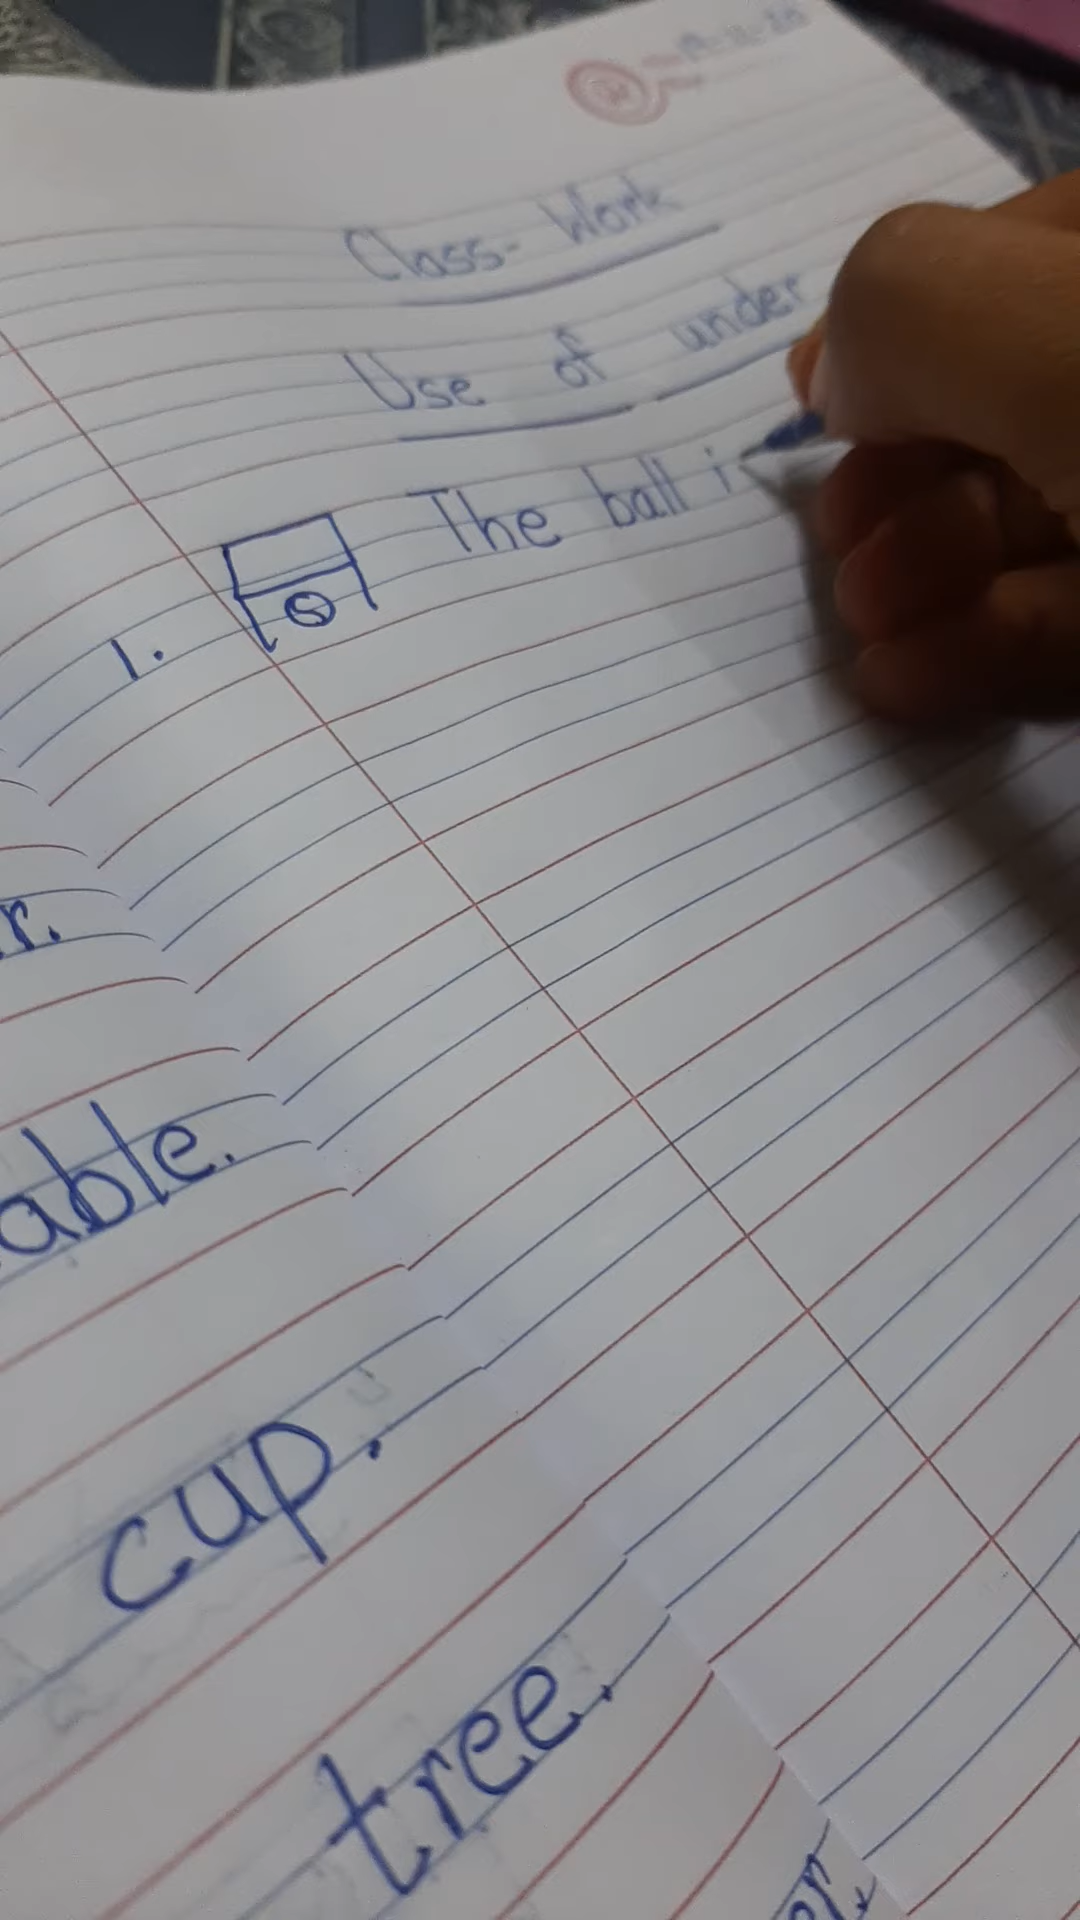 Class-Work
Use of under
1. The ball i
able.
cup.
tree.